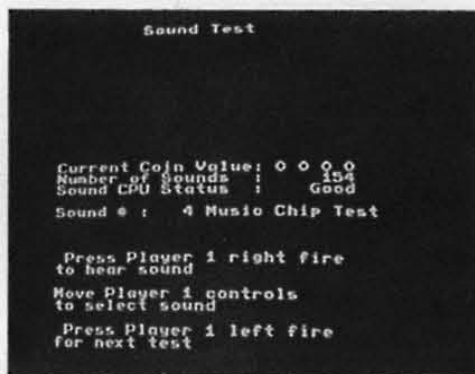 Sound Test
Current Coin Value: 0 0 0 0
Number of Sounds : 154
Sound CPU Status : Good
Sound # : 4 Music Chip Test
Press Player 1 right fire
to hear sound
Move Player 1 controls
to select sound
Press Player 1 left fire
for next test